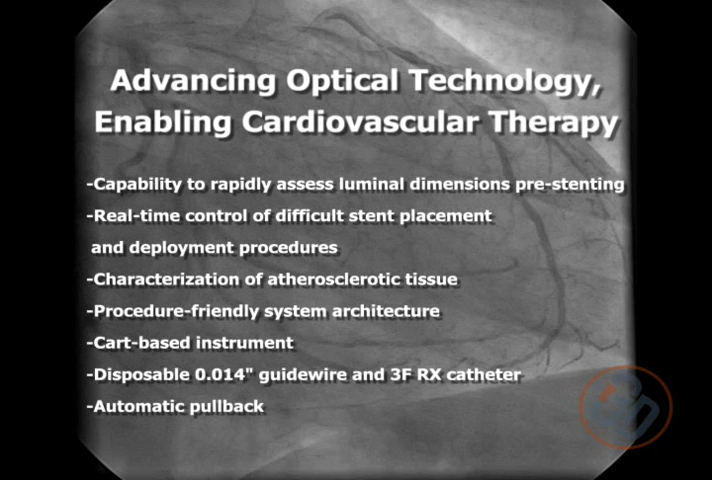 Advancing Optical Technology,
Enabling Cardiovascular Therapy
-Capability to rapidly assess luminal dimensions pre-stenting
-Real-time control of difficult stent placement
and deployment procedures
-Characterization of atherosclerotic tissue
-Procedure-friendly system architecture
-Cart-based instrument
-Disposable 0.014" guidewire and 3F RX catheter
-Automatic pullback